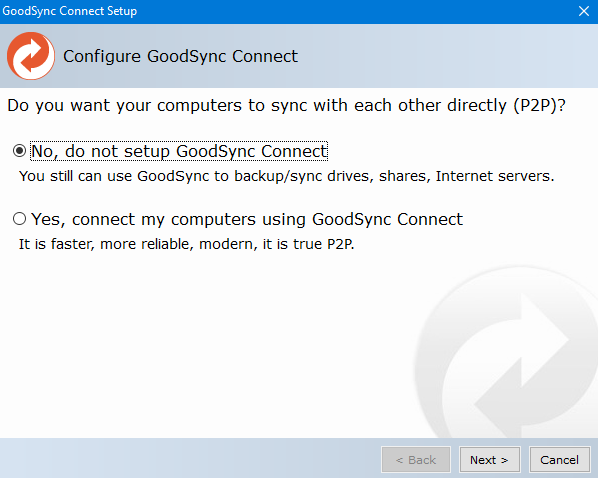 GoodSync Connect Setup
Configure GoodSync Connect
Do you want your computers to sync with each other directly (P2P)?
No, do not setup GoodSync Connect
You still can use GoodSync to backup/sync drives, shares, Internet servers.
Yes, connect my computers using GoodSync Connect
It is faster, more reliable, modern, it is true P2P.
< Back Next > Cancel